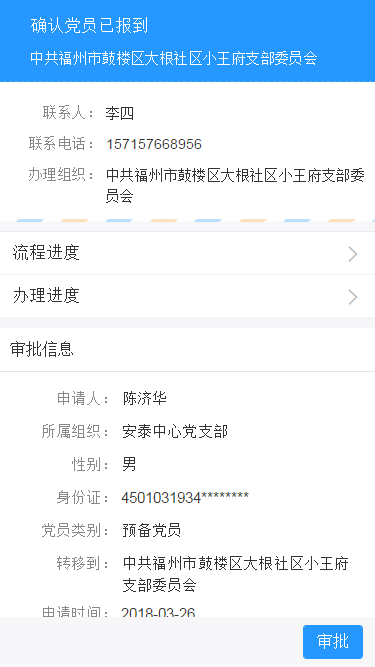 确认党员已报到
中共福州市鼓楼区大根社区小王府支部委员会
联系人： 李四
联系电话： 157157668956
办理组织： 中共福州市鼓楼区大根社区小王府支部委
员会
流程进度
办理进度
审批信息
申请人： 陈济华
所属组织： 安泰中心党支部
性别： 男
身份证： 4501031934********
党员类别： 预备党员
转移到： 中共福州市鼓楼区大根社区小王府
支部委员会
申请时间： 2018-03-26
审批